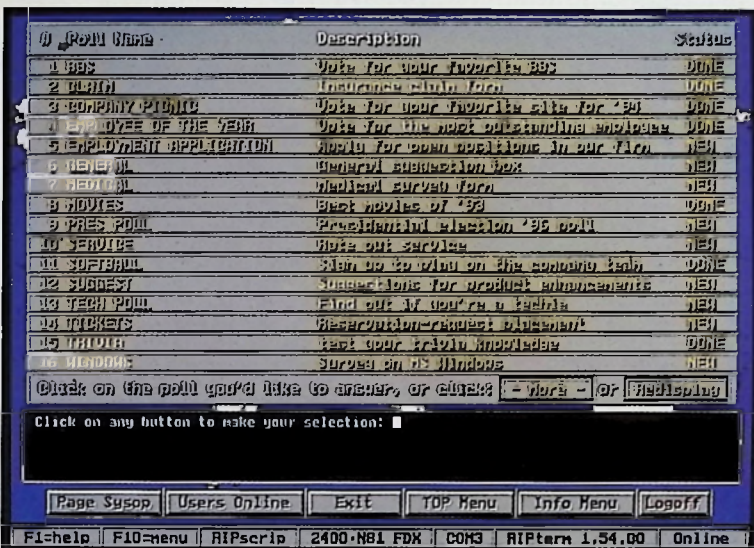 # Poll Name Description Status
1 BBS Vote for your favorite BBS DONE
2 CLAIM Insurance claim form DONE
3 COMPANY PICNIC Vote for your favorite site for '94 DONE
4 EMPLOYEE OF THE YEAR Vote for the most outstanding employee DONE
5 EMPLOYMENT APPLICATION Apply for open positions in our firm NEW
6 GENERAL General suggestion box NEW
7 MEDICAL Medical survey form NEW
8 MOVIES Best movies of '93 DONE
9 PRES POLL Presidential election '96 poll NEW
10 SERVICE Rate out service NEW
11 SOFTBALL Sign up to play on the company team DONE
12 SUGGEST Suggestions for product enhancements NEW
13 TECH POLL Find out if you're a techie NEW
14 TICKETS Reservation-request placement NEW
15 TRIVIA Test your trivia knowledge DONE
16 WINDOWS Survey on MS Windows NEW
Click on the poll you'd like to answer, or click: - More - or Redisplay
Click on any button to make your selection:
Page Sysop Users Online Exit TOP Menu Info Menu Logoff
F1=help F10=menu RIPscrip 2400·N81 FDX COM3 RIPterm 1.54.00 Online